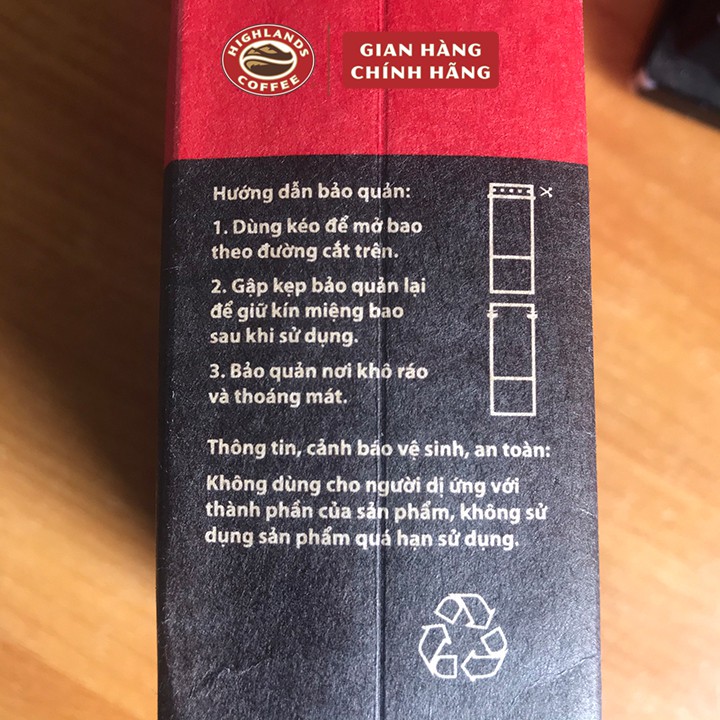 HIGHLANDS
COFFEE
GIAN HÀNG
CHÍNH HÃNG
Hướng dẫn bảo quản:
1. Dùng kéo để mở bao
theo đường cắt trên.
2. Gập kẹp bảo quản lại
để giữ kín miệng bao
sau khi sử dụng.
3. Bảo quản nơi khô ráo
và thoáng mát.
Thông tin, cảnh báo vệ sinh, an toàn:
Không dùng cho người dị ứng với
thành phần của sản phẩm, không sử
dụng sản phẩm quá hạn sử dụng.